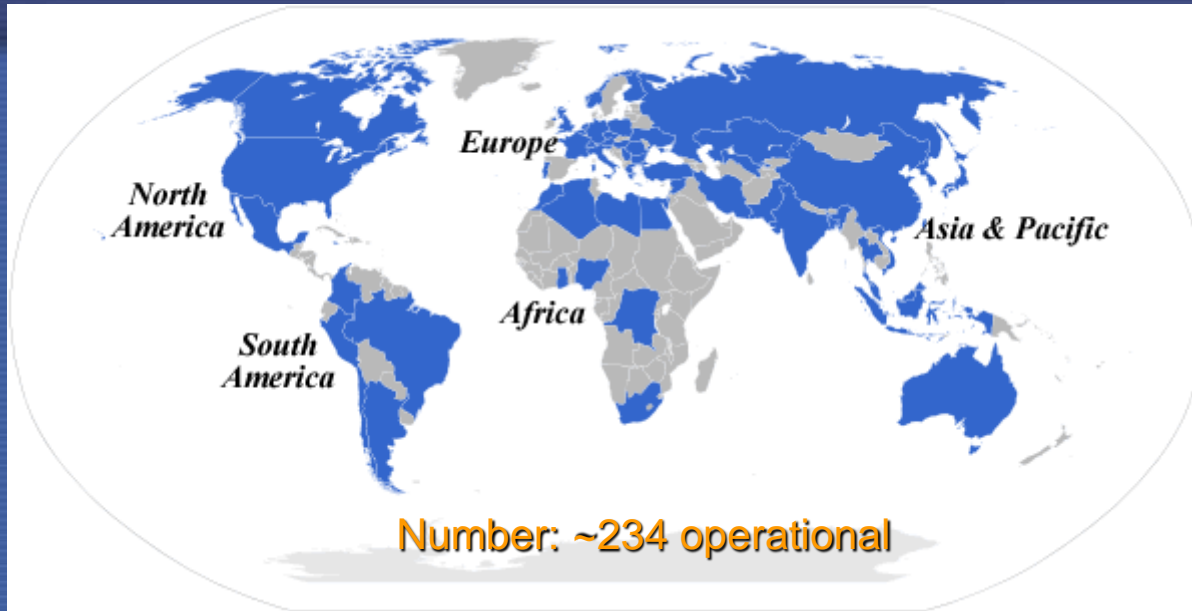 Europe
North
America
Asia & Pacific
Africa
South
America
Number: ~234 operational